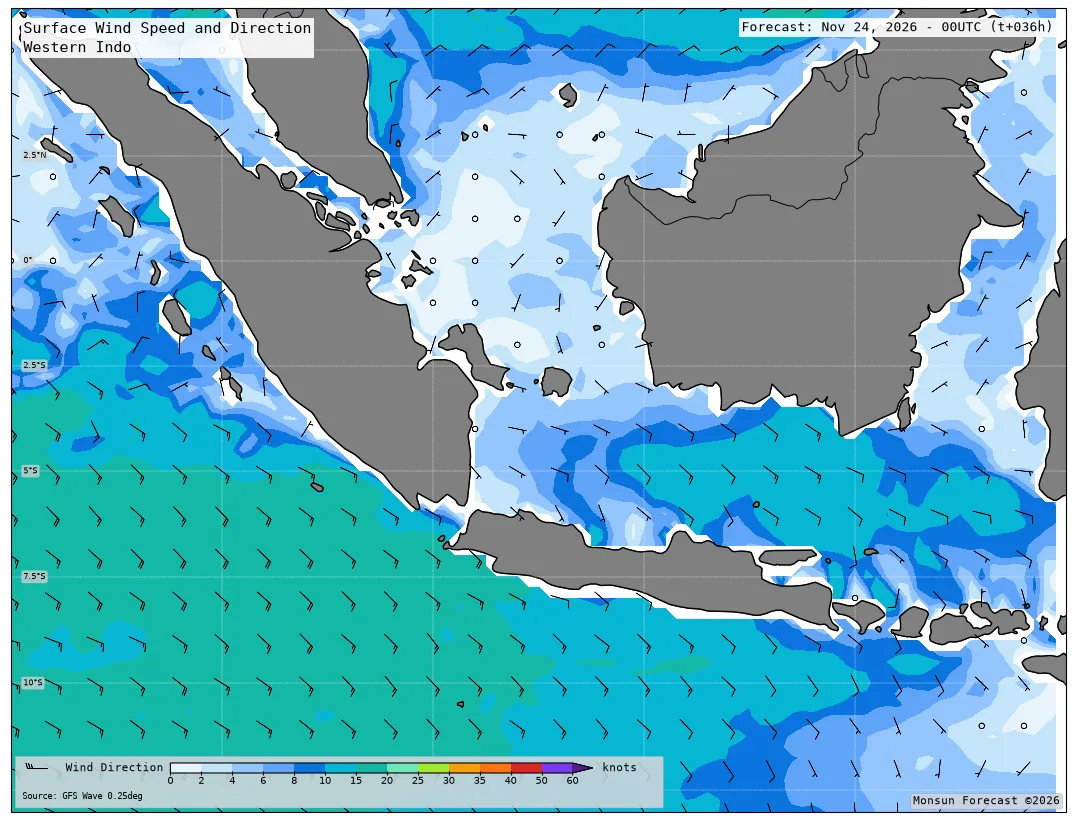 Surface Wind Speed and Direction
Western Indo
Forecast: Nov 24, 2026 - 00UTC (t+036h)
2.5°N
0°
2.5°S
5°S
7.5°S
10°S
Wind Direction
0 2 4 6 8 10 15 20 25 30 35 40 50 60
knots
Source: GFS Wave 0.25deg
Monsun Forecast ©2026